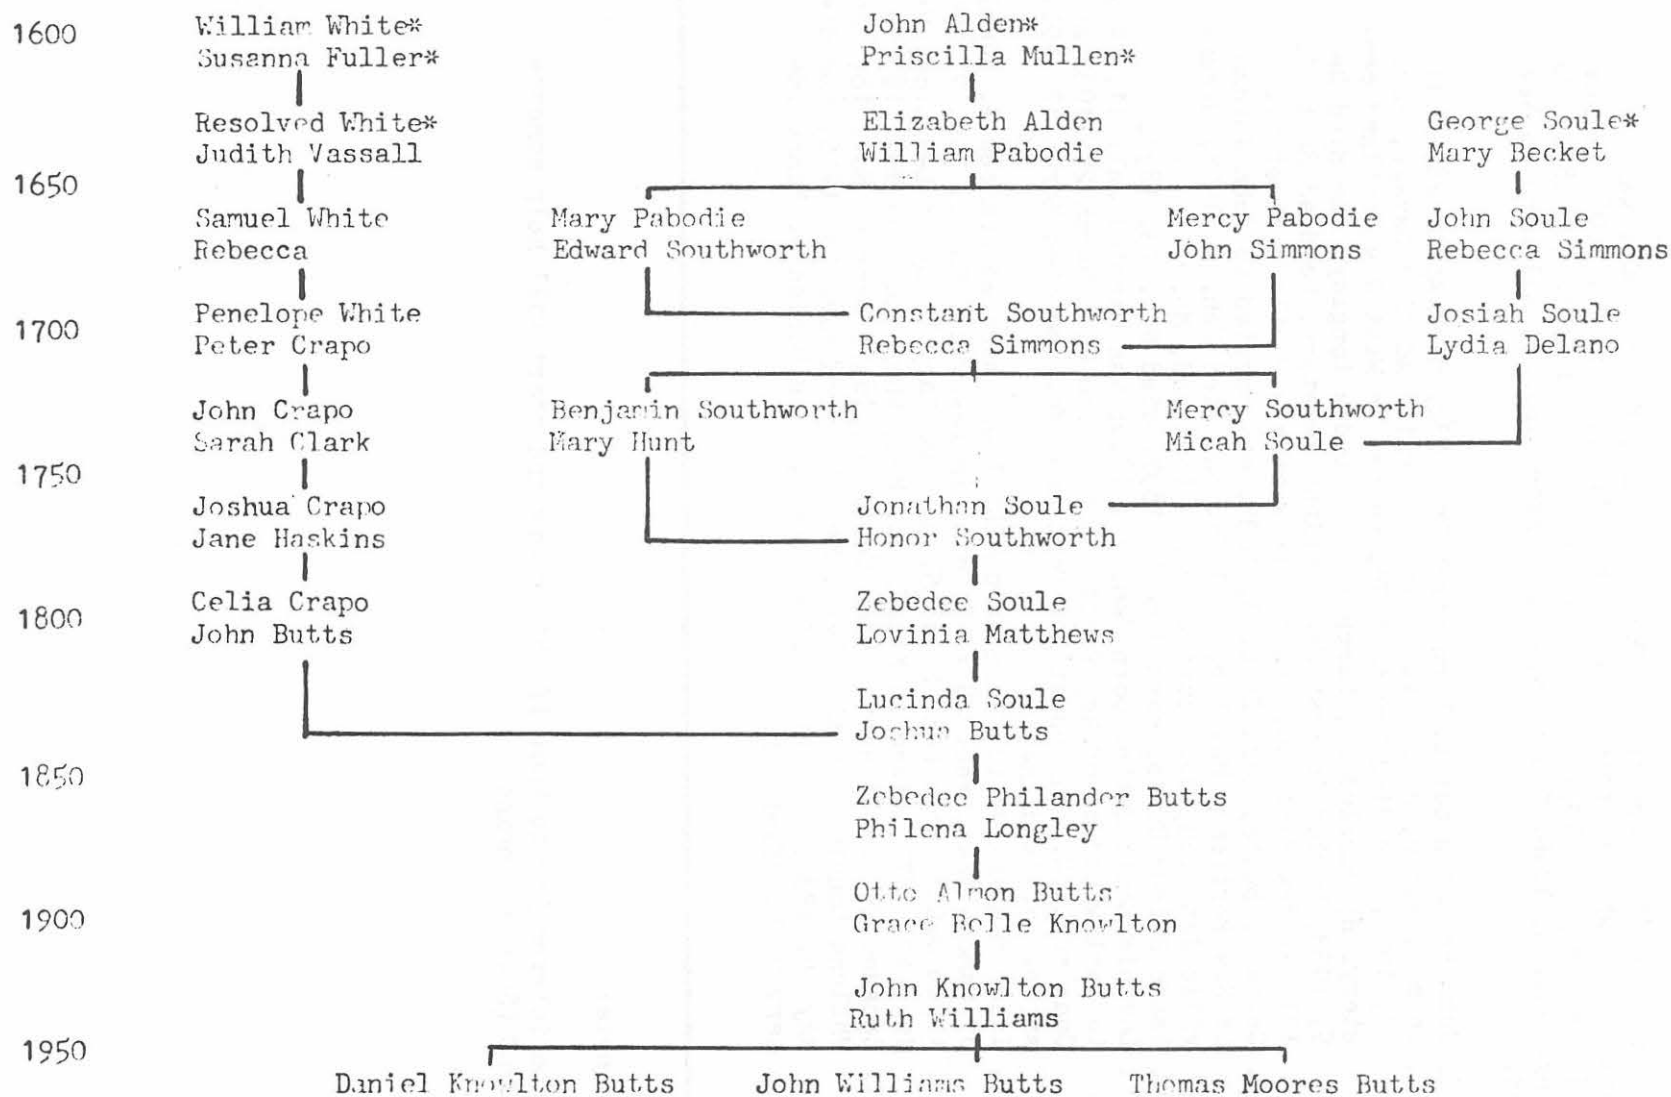 1600
William White*
Susanna Fuller*
John Alden*
Priscilla Mullen*
Resolved White*
Judith Vassall
Elizabeth Alden
William Pabodie
George Soule*
Mary Becket
1650
Samuel White
Rebecca
Mary Pabodie
Edward Southworth
Mercy Pabodie
John Simmons
John Soule
Rebecca Simmons
1700
Penelope White
Peter Crapo
Constant Southworth
Rebecca Simmons
Josiah Soule
Lydia Delano
John Crapo
Sarah Clark
Benjamin Southworth
Mary Hunt
Mercy Southworth
Micah Soule
1750
Joshua Crapo
Jane Haskins
Jonathan Soule
Honor Southworth
1800
Celia Crapo
John Butts
Zebedee Soule
Lovinia Matthews
Lucinda Soule
Joshua Butts
1850
Zebedee Philander Butts
Philena Longley
1900
Otto Almon Butts
Grace Belle Knowlton
John Knowlton Butts
Ruth Williams
1950
Daniel Knowlton Butts
John Williams Butts
Thomas Moores Butts